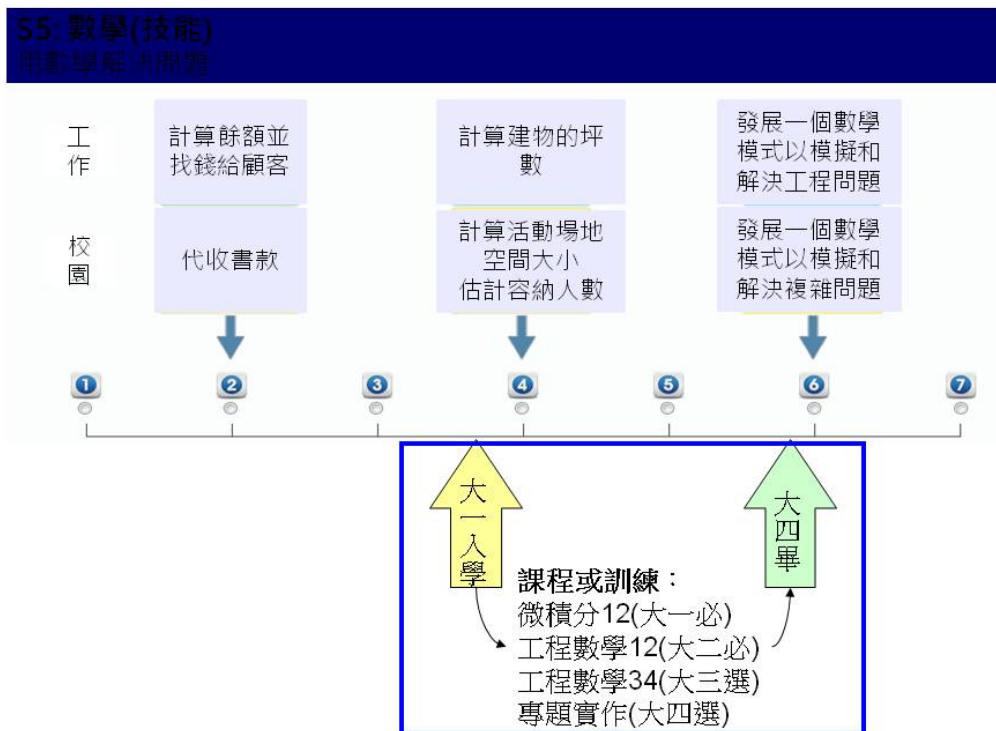 S5: 數學(技能)
用數學解決問題
工
作
計算餘額並
找錢給顧客
計算建物的坪
數
發展一個數學
模式以模擬和
解決工程問題
校
園
代收書款
計算活動場地
空間大小
估計容納人數
發展一個數學
模式以模擬和
解決複雜問題
1 2 3 4 5 6 7
大
一
入
學
大
四
畢
課程或訓練：
微積分12(大一必)
工程數學12(大二必)
工程數學34(大三選)
專題實作(大四選)